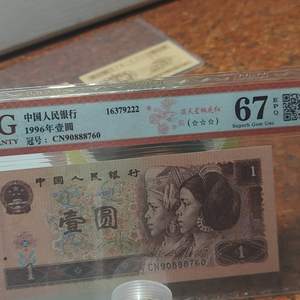 G
中国人民银行 16379222
ANTY 1996年壹圆
冠号: CN90888760
(☆☆☆)
67 EPQ
Superb Gem Unc
中国人民银行
壹圆
1
CN90888760
1